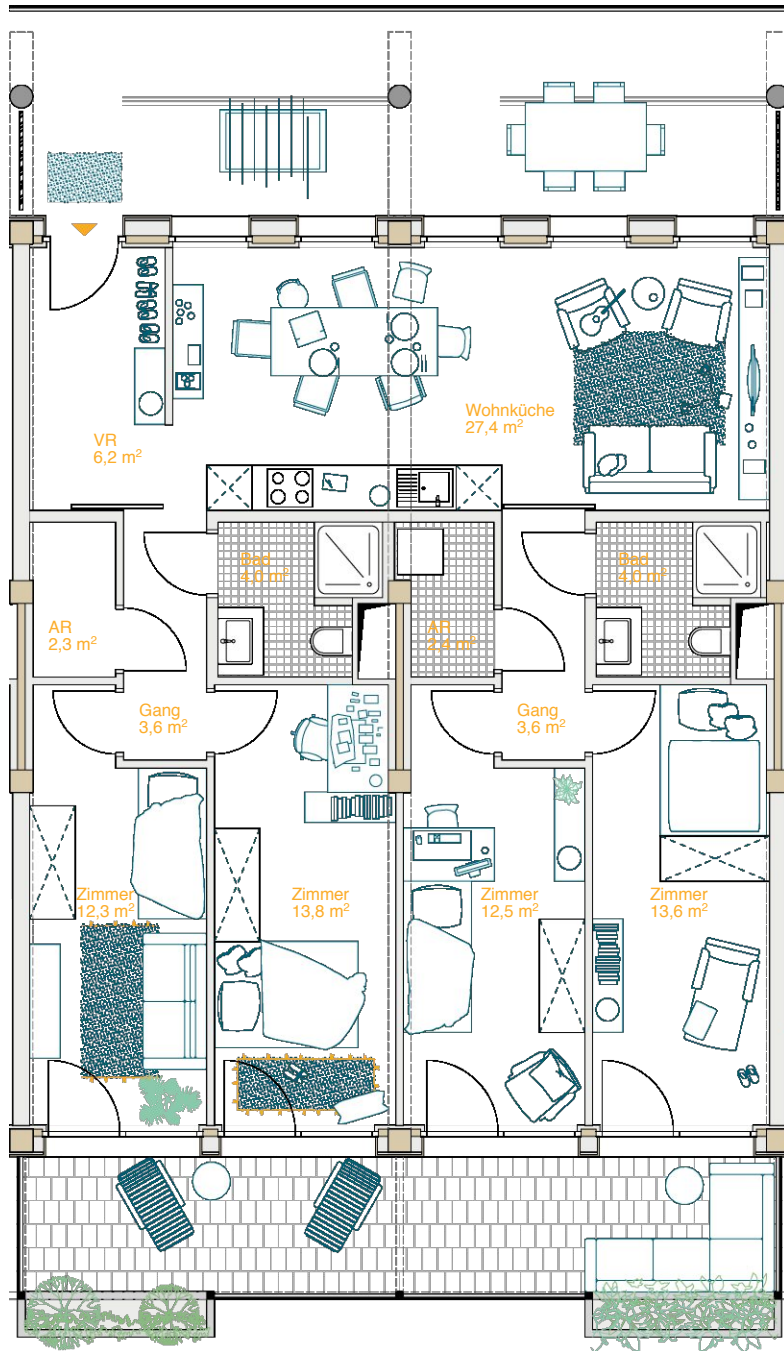 Wohnküche
27,4 m²
VR
6,2 m²
Bad
4,0 m²
Bad
4,0 m²
AR
2,3 m²
AR
2,4 m²
Gang
3,6 m²
Gang
3,6 m²
Zimmer
12,3 m²
Zimmer
13,8 m²
Zimmer
12,5 m²
Zimmer
13,6 m²